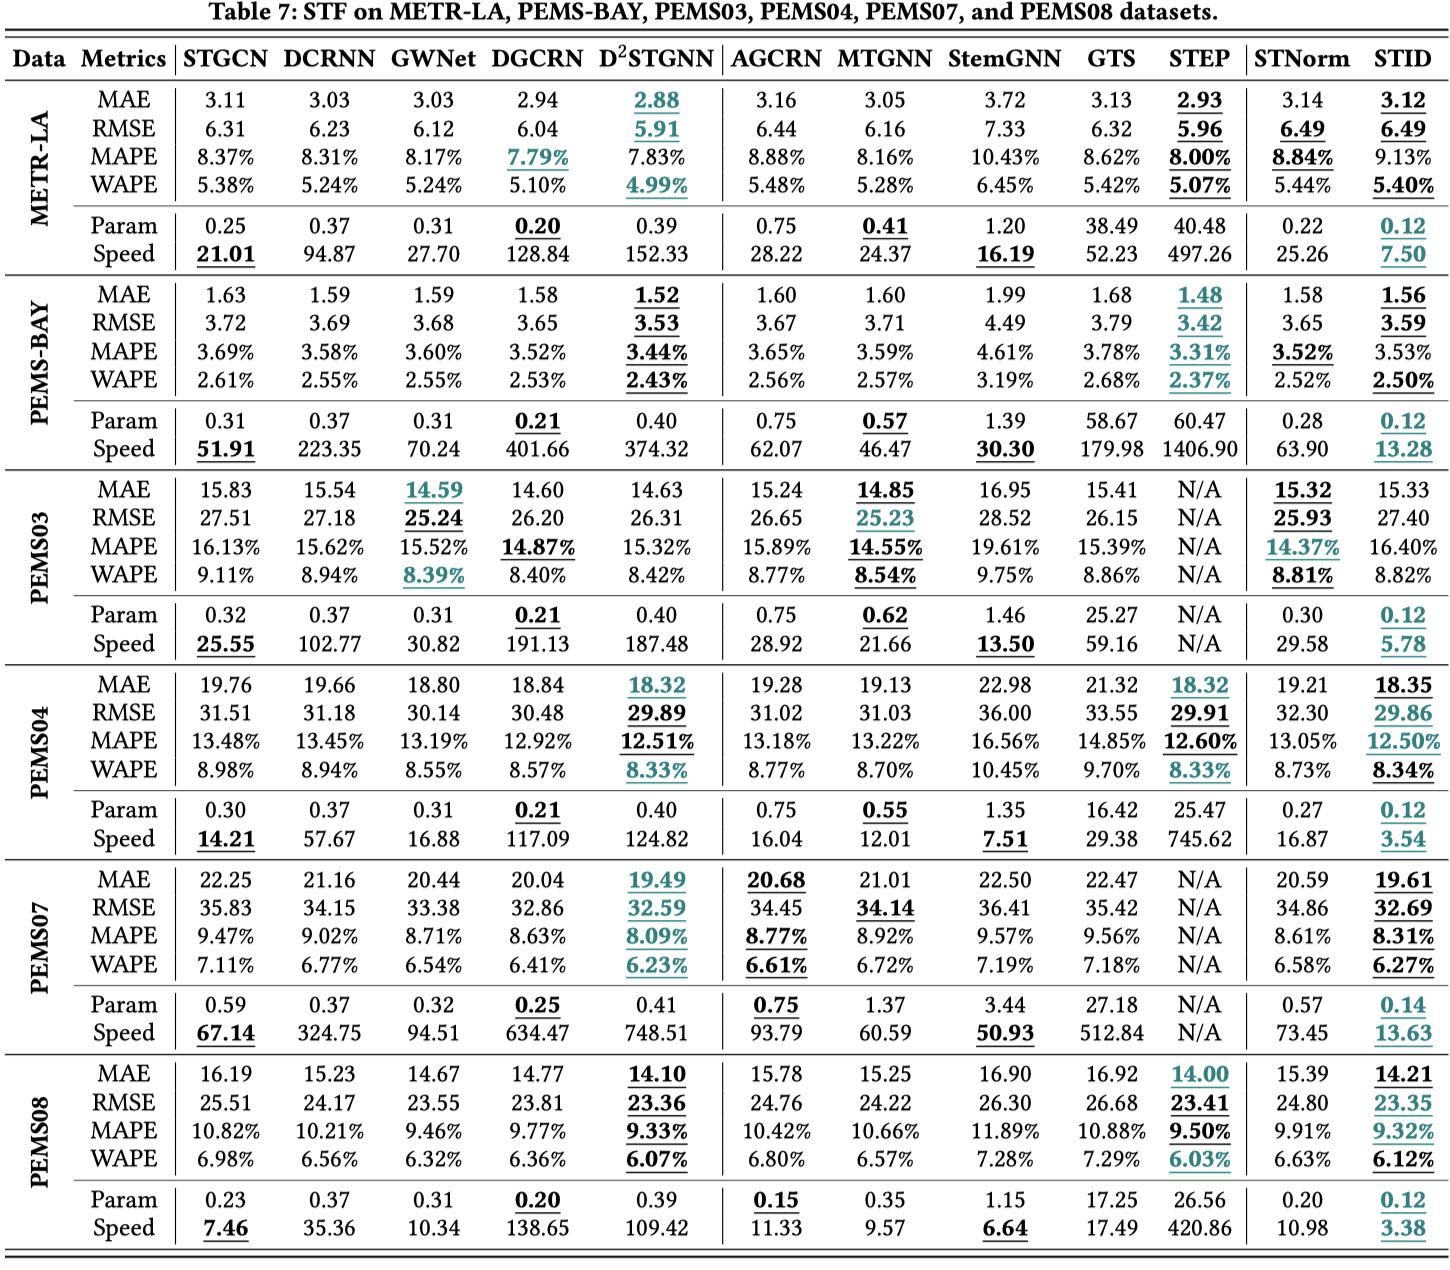 Table 7: STF on METR-LA, PEMS-BAY, PEMS03, PEMS04, PEMS07, and PEMS08 datasets.
Data Metrics STGCN DCRNN GWNet DGCRN D²STGNN AGCRN MTGNN StemGNN GTS STEP STNorm STID
METR-LA
MAE 3.11 3.03 3.03 2.94 2.88 3.16 3.05 3.72 3.13 2.93 3.14 3.12
RMSE 6.31 6.23 6.12 6.04 5.91 6.44 6.16 7.33 6.32 5.96 6.49 6.49
MAPE 8.37% 8.31% 8.17% 7.79% 7.83% 8.88% 8.16% 10.43% 8.62% 8.00% 8.84% 9.13%
WAPE 5.38% 5.24% 5.24% 5.10% 4.99% 5.48% 5.28% 6.45% 5.42% 5.07% 5.44% 5.40%
Param 0.25 0.37 0.31 0.20 0.39 0.75 0.41 1.20 38.49 40.48 0.22 0.12
Speed 21.01 94.87 27.70 128.84 152.33 28.22 24.37 16.19 52.23 497.26 25.26 7.50
PEMS-BAY
MAE 1.63 1.59 1.59 1.58 1.52 1.60 1.60 1.99 1.68 1.48 1.58 1.56
RMSE 3.72 3.69 3.68 3.65 3.53 3.67 3.71 4.49 3.79 3.42 3.65 3.59
MAPE 3.69% 3.58% 3.60% 3.52% 3.44% 3.65% 3.59% 4.61% 3.78% 3.31% 3.52% 3.53%
WAPE 2.61% 2.55% 2.55% 2.53% 2.43% 2.56% 2.57% 3.19% 2.68% 2.37% 2.52% 2.50%
Param 0.31 0.37 0.31 0.21 0.40 0.75 0.57 1.39 58.67 60.47 0.28 0.12
Speed 51.91 223.35 70.24 401.66 374.32 62.07 46.47 30.30 179.98 1406.90 63.90 13.28
PEMS03
MAE 15.83 15.54 14.59 14.60 14.63 15.24 14.85 16.95 15.41 N/A 15.32 15.33
RMSE 27.51 27.18 25.24 26.20 26.31 26.65 25.23 28.52 26.15 N/A 25.93 27.40
MAPE 16.13% 15.62% 15.52% 14.87% 15.32% 15.89% 14.55% 19.61% 15.39% N/A 14.37% 16.40%
WAPE 9.11% 8.94% 8.39% 8.40% 8.42% 8.77% 8.54% 9.75% 8.86% N/A 8.81% 8.82%
Param 0.32 0.37 0.31 0.21 0.40 0.75 0.62 1.46 25.27 N/A 0.30 0.12
Speed 25.55 102.77 30.82 191.13 187.48 28.92 21.66 13.50 59.16 N/A 29.58 5.78
PEMS04
MAE 19.76 19.66 18.80 18.84 18.32 19.28 19.13 22.98 21.32 18.32 19.21 18.35
RMSE 31.51 31.18 30.14 30.48 29.89 31.02 31.03 36.00 33.55 29.91 32.30 29.86
MAPE 13.48% 13.45% 13.19% 12.92% 12.51% 13.18% 13.22% 16.56% 14.85% 12.60% 13.05% 12.50%
WAPE 8.98% 8.94% 8.55% 8.57% 8.33% 8.77% 8.70% 10.45% 9.70% 8.33% 8.73% 8.34%
Param 0.30 0.37 0.31 0.21 0.40 0.75 0.55 1.35 16.42 25.47 0.27 0.12
Speed 14.21 57.67 16.88 117.09 124.82 16.04 12.01 7.51 29.38 745.62 16.87 3.54
PEMS07
MAE 22.25 21.16 20.44 20.04 19.49 20.68 21.01 22.50 22.47 N/A 20.59 19.61
RMSE 35.83 34.15 33.38 32.86 32.59 34.45 34.14 36.41 35.42 N/A 34.86 32.69
MAPE 9.47% 9.02% 8.71% 8.63% 8.09% 8.77% 8.92% 9.57% 9.56% N/A 8.61% 8.31%
WAPE 7.11% 6.77% 6.54% 6.41% 6.23% 6.61% 6.72% 7.19% 7.18% N/A 6.58% 6.27%
Param 0.59 0.37 0.32 0.25 0.41 0.75 1.37 3.44 27.18 N/A 0.57 0.14
Speed 67.14 324.75 94.51 634.47 748.51 93.79 60.59 50.93 512.84 N/A 73.45 13.63
PEMS08
MAE 16.19 15.23 14.67 14.77 14.10 15.78 15.25 16.90 16.92 14.00 15.39 14.21
RMSE 25.51 24.17 23.55 23.81 23.36 24.76 24.22 26.30 26.68 23.41 24.80 23.35
MAPE 10.82% 10.21% 9.46% 9.77% 9.33% 10.42% 10.66% 11.89% 10.88% 9.50% 9.91% 9.32%
WAPE 6.98% 6.56% 6.32% 6.36% 6.07% 6.80% 6.57% 7.28% 7.29% 6.03% 6.63% 6.12%
Param 0.23 0.37 0.31 0.20 0.39 0.15 0.35 1.15 17.25 26.56 0.20 0.12
Speed 7.46 35.36 10.34 138.65 109.42 11.33 9.57 6.64 17.49 420.86 10.98 3.38